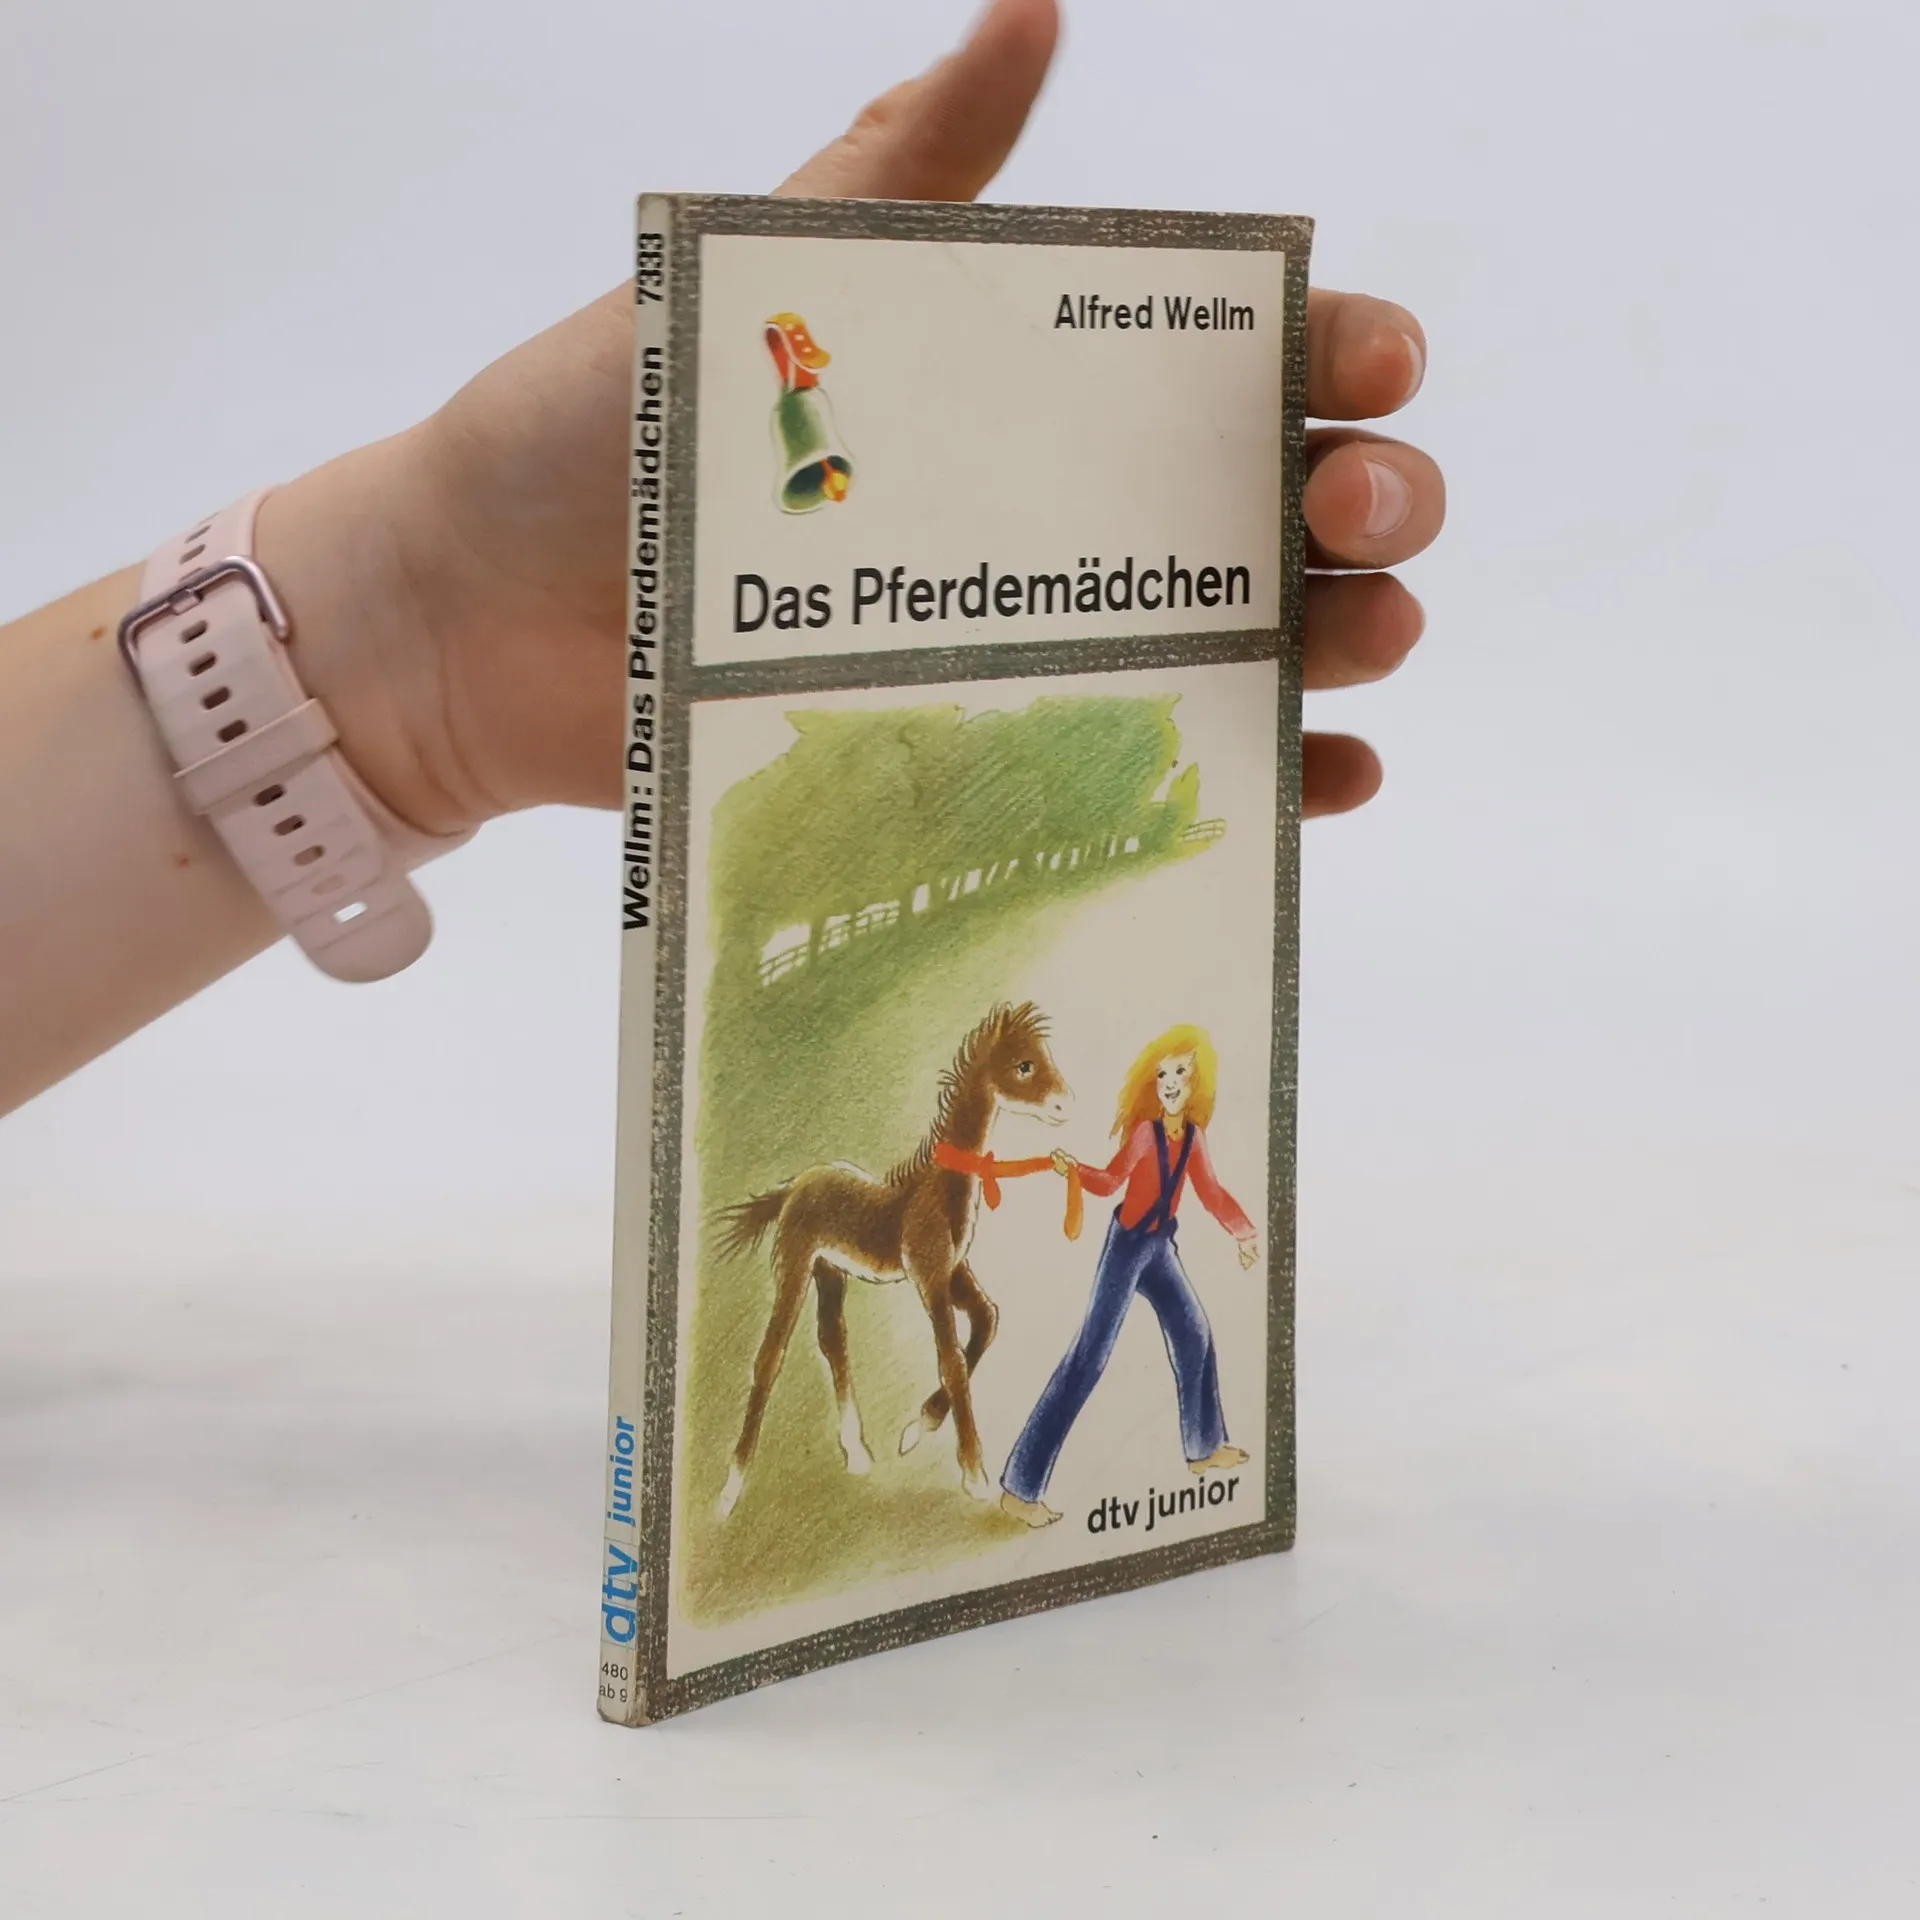 Alfred Wellm
Das Pferdemädchen
dtv junior
Wellm: Das Pferdemädchen 7333
dtv junior
480
ab 9